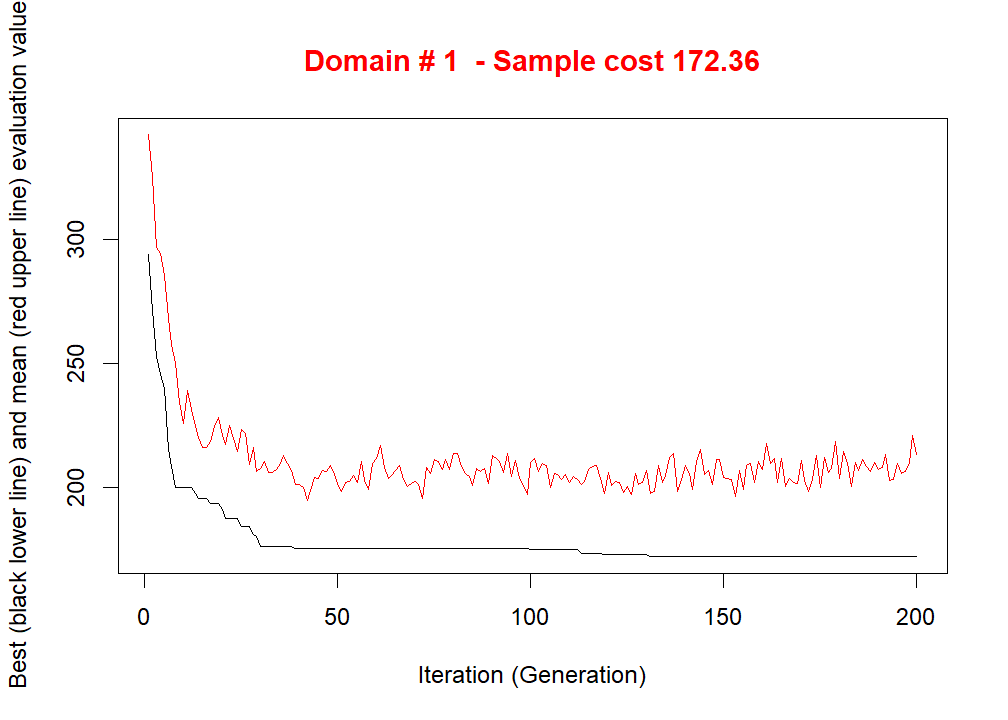 Domain # 1  - Sample cost 172.36
Best (black lower line) and mean (red upper line) evaluation value
300
250
200
0
50
100
150
200
Iteration (Generation)